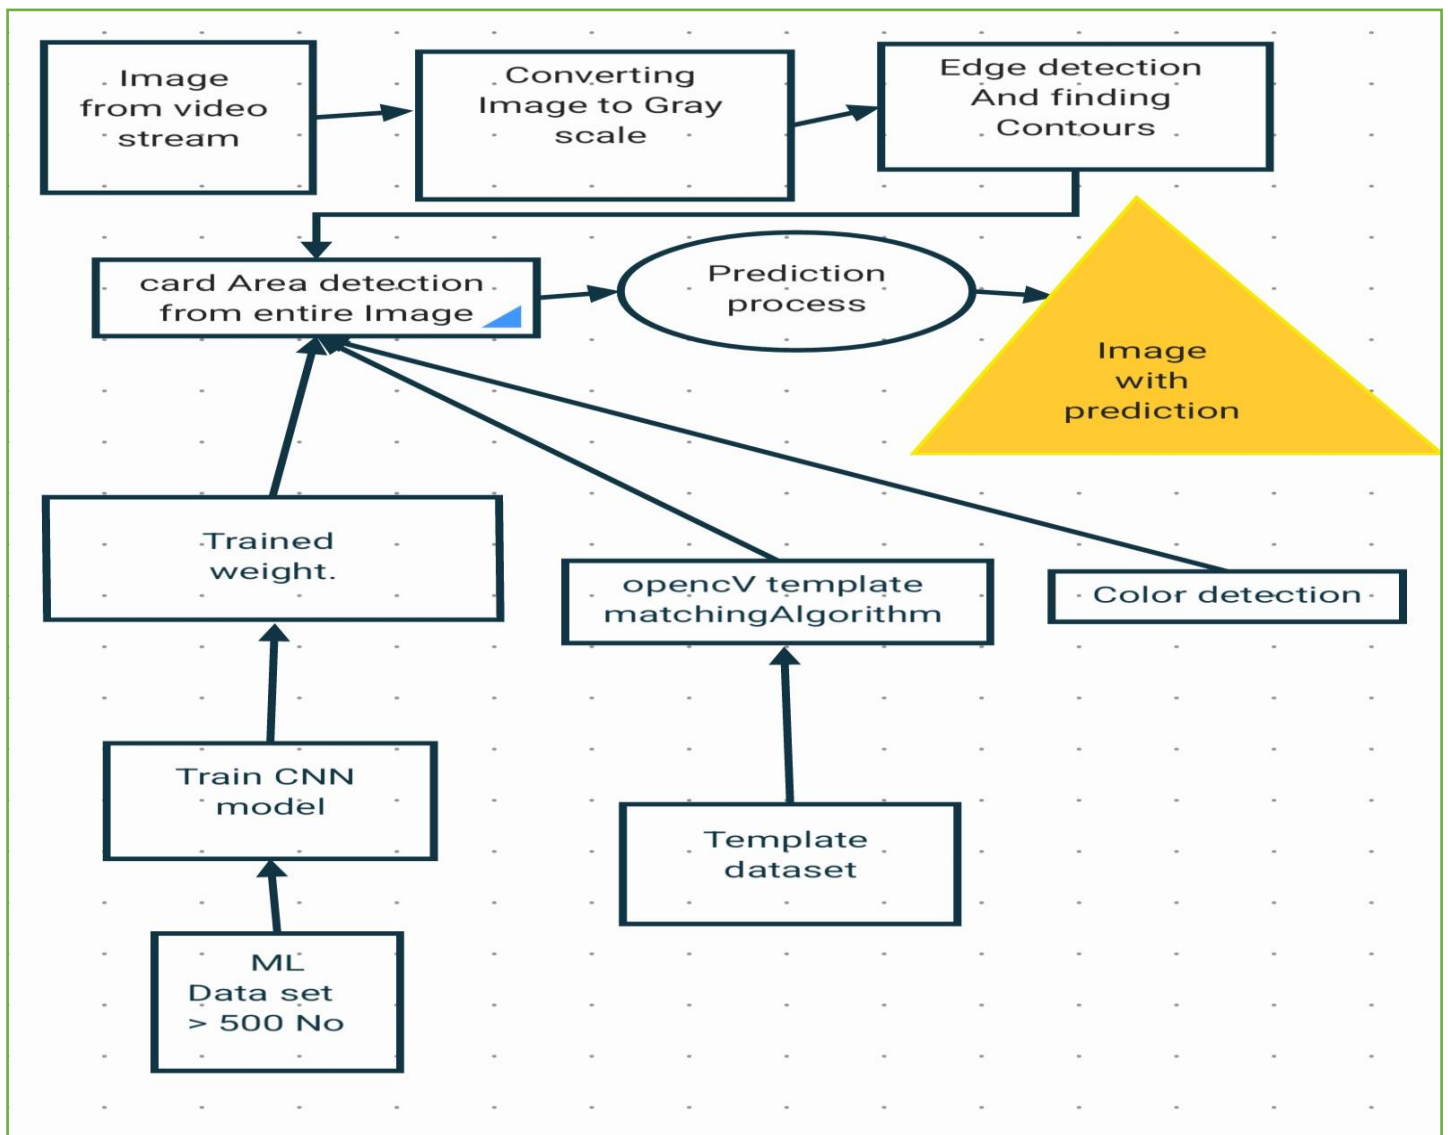 Image
from video
stream
Converting
Image to Gray
scale
Edge detection
And finding
Contours
card Area detection
from entire Image
Prediction
process
Image
with
prediction
Trained
weight.
opencV template
matchingAlgorithm
Color detection
Train CNN
model
Template
dataset
ML
Data set
> 500 No